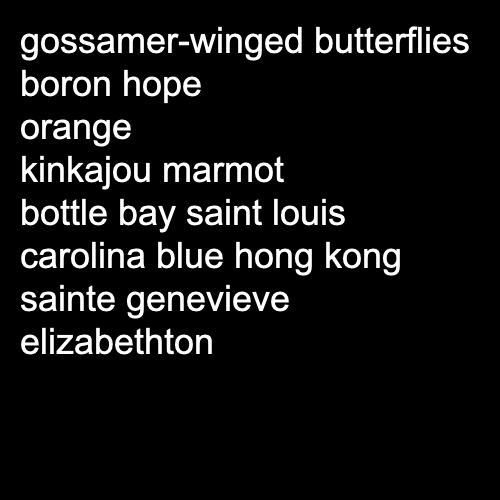 gossamer-winged butterflies
boron hope
orange
kinkajou marmot
bottle bay saint louis
carolina blue hong kong
sainte genevieve
elizabethton